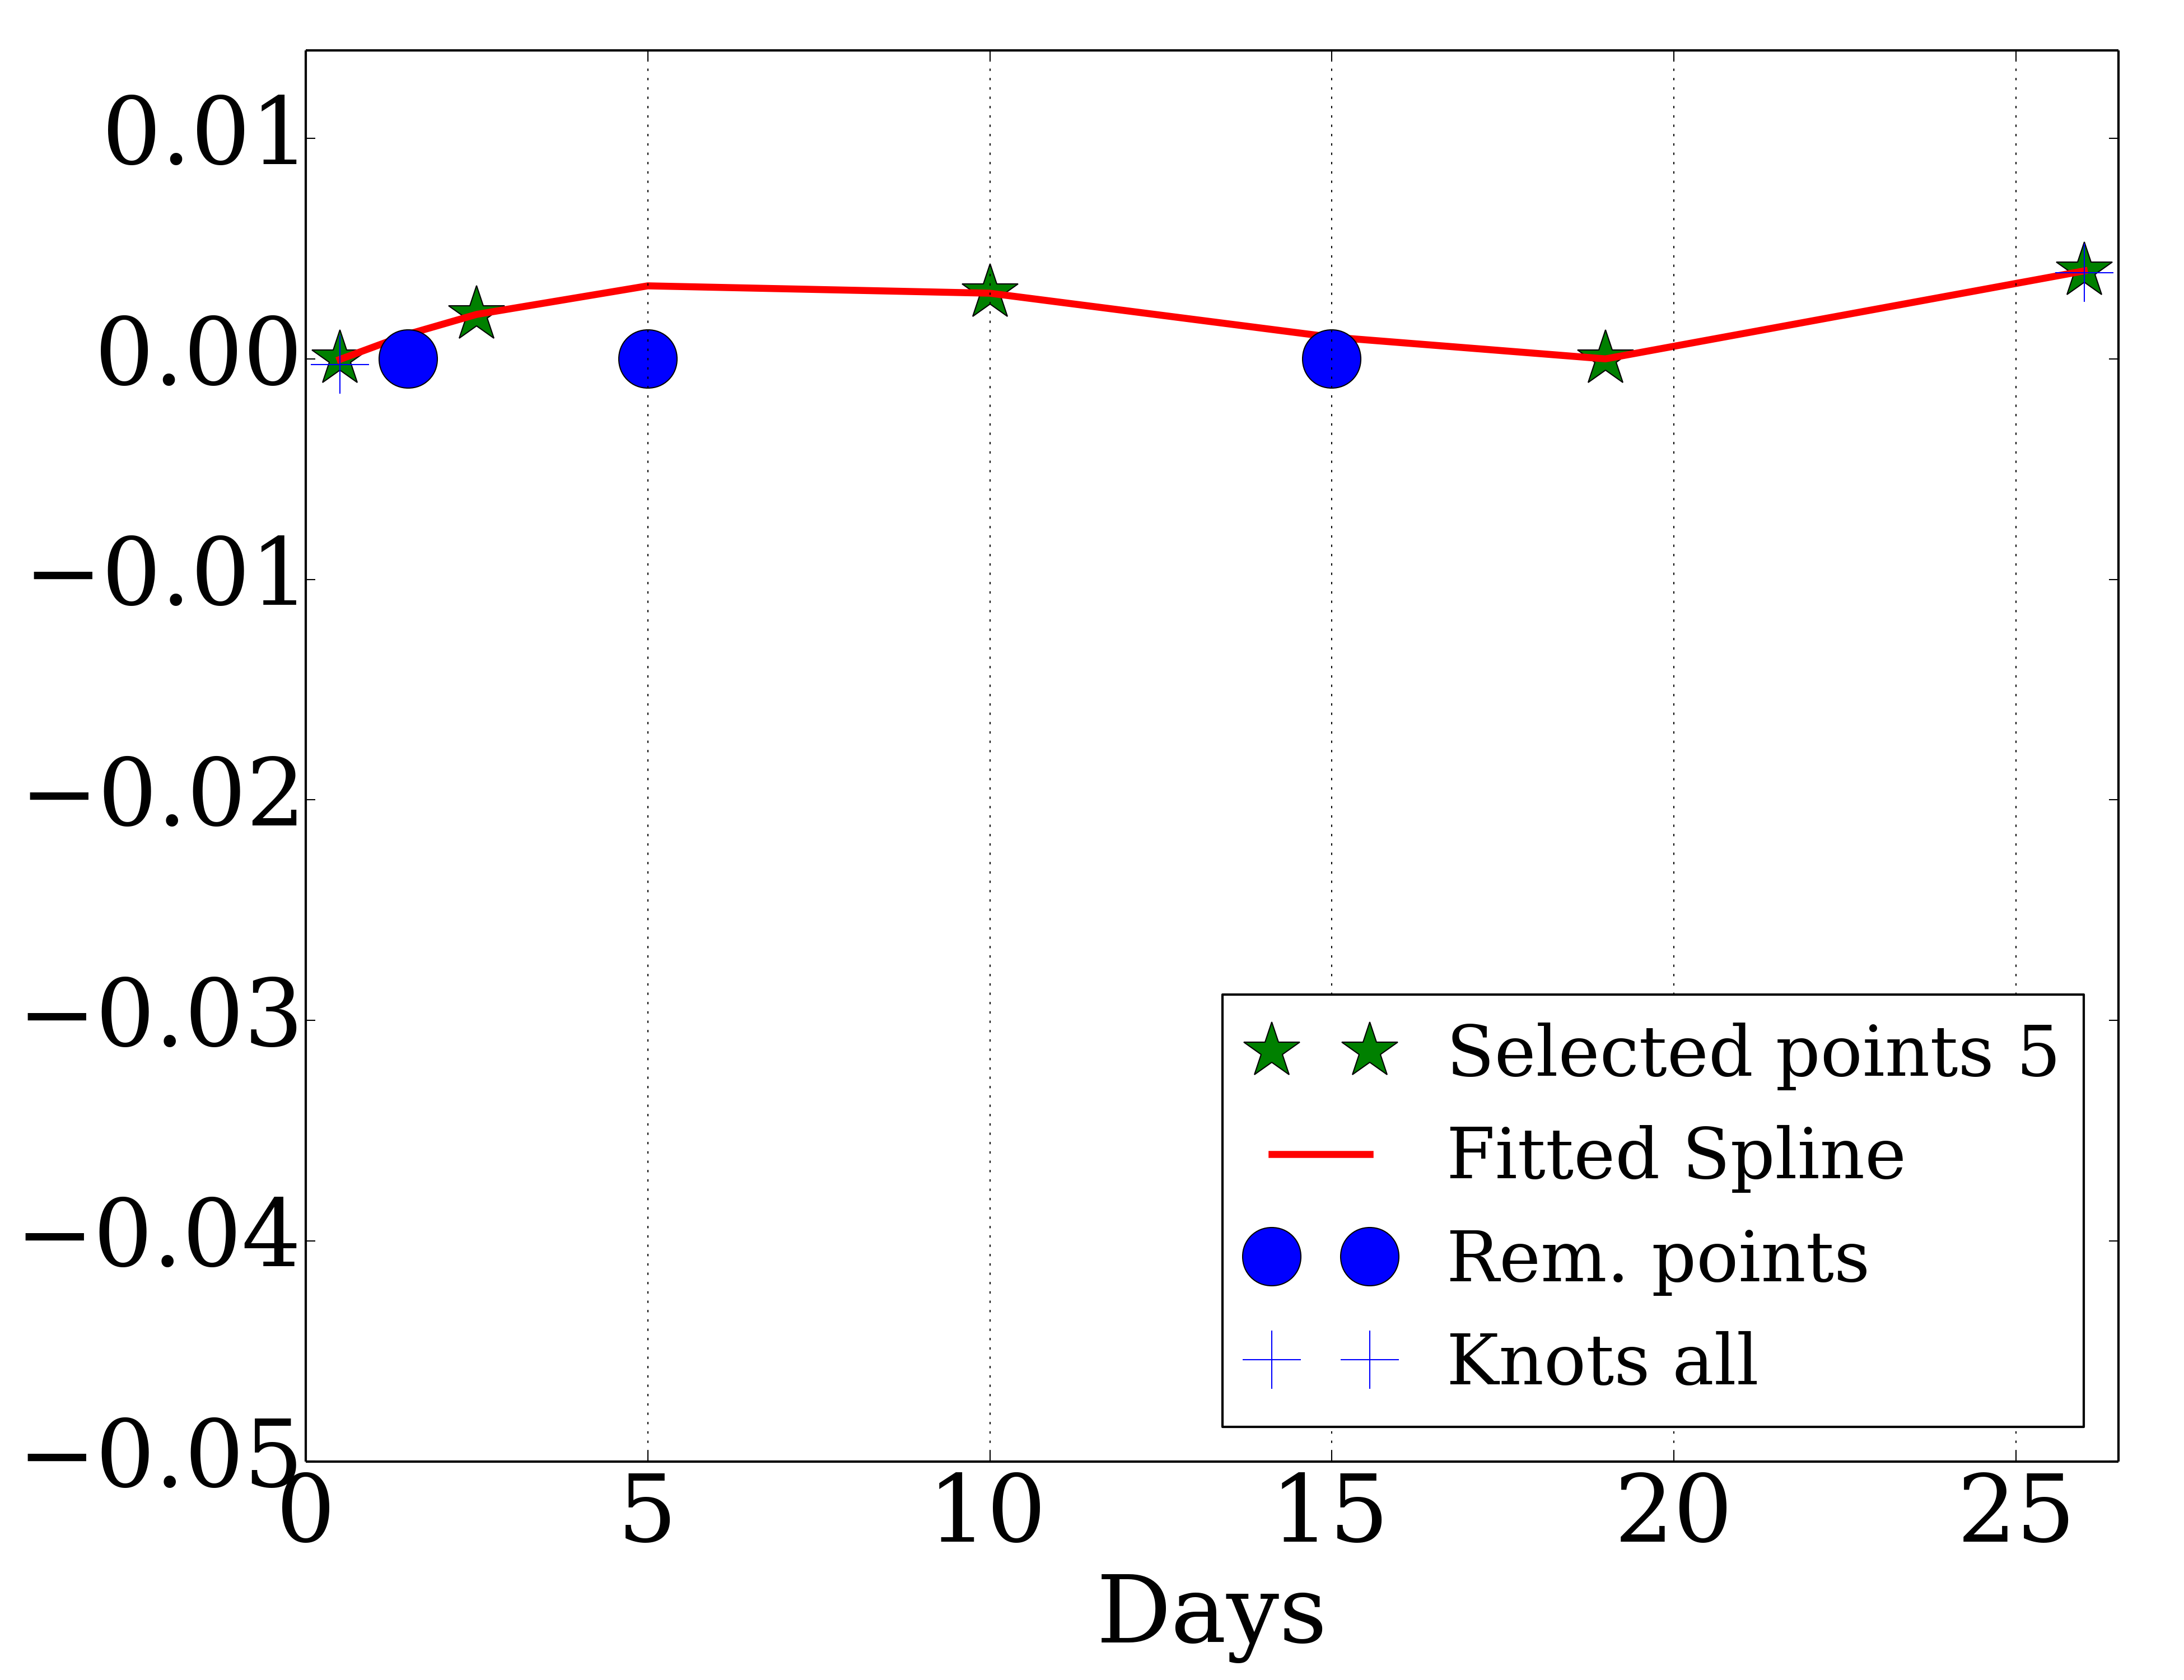 0.01
0.00
−0.01
−0.02
−0.03
−0.04
−0.05
Selected points 5
Fitted Spline
Rem. points
Knots all
0 5 10 15 20 25
Days